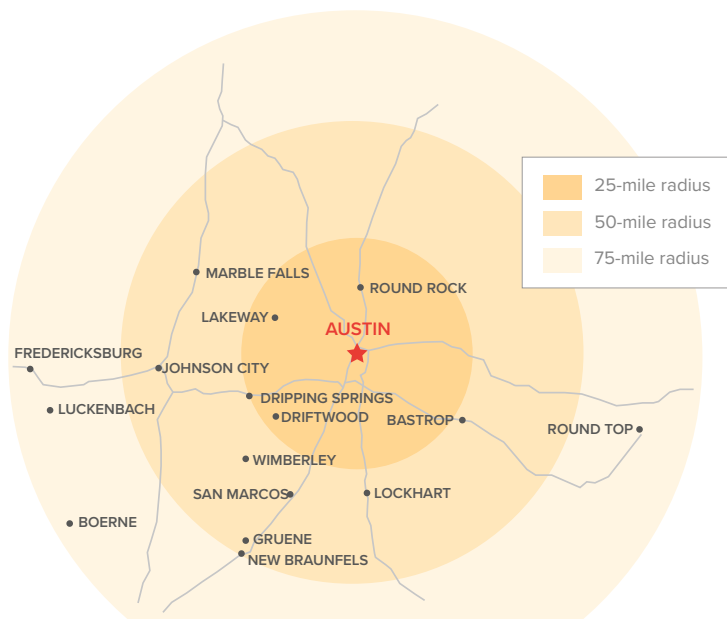 25-mile radius
50-mile radius
75-mile radius
MARBLE FALLS
ROUND ROCK
LAKEWAY
AUSTIN
FREDERICKSBURG
JOHNSON CITY
DRIPPING SPRINGS
LUCKENBACH
DRIFTWOOD
BASTROP
ROUND TOP
WIMBERLEY
SAN MARCOS
LOCKHART
BOERNE
GRUENE
NEW BRAUNFELS